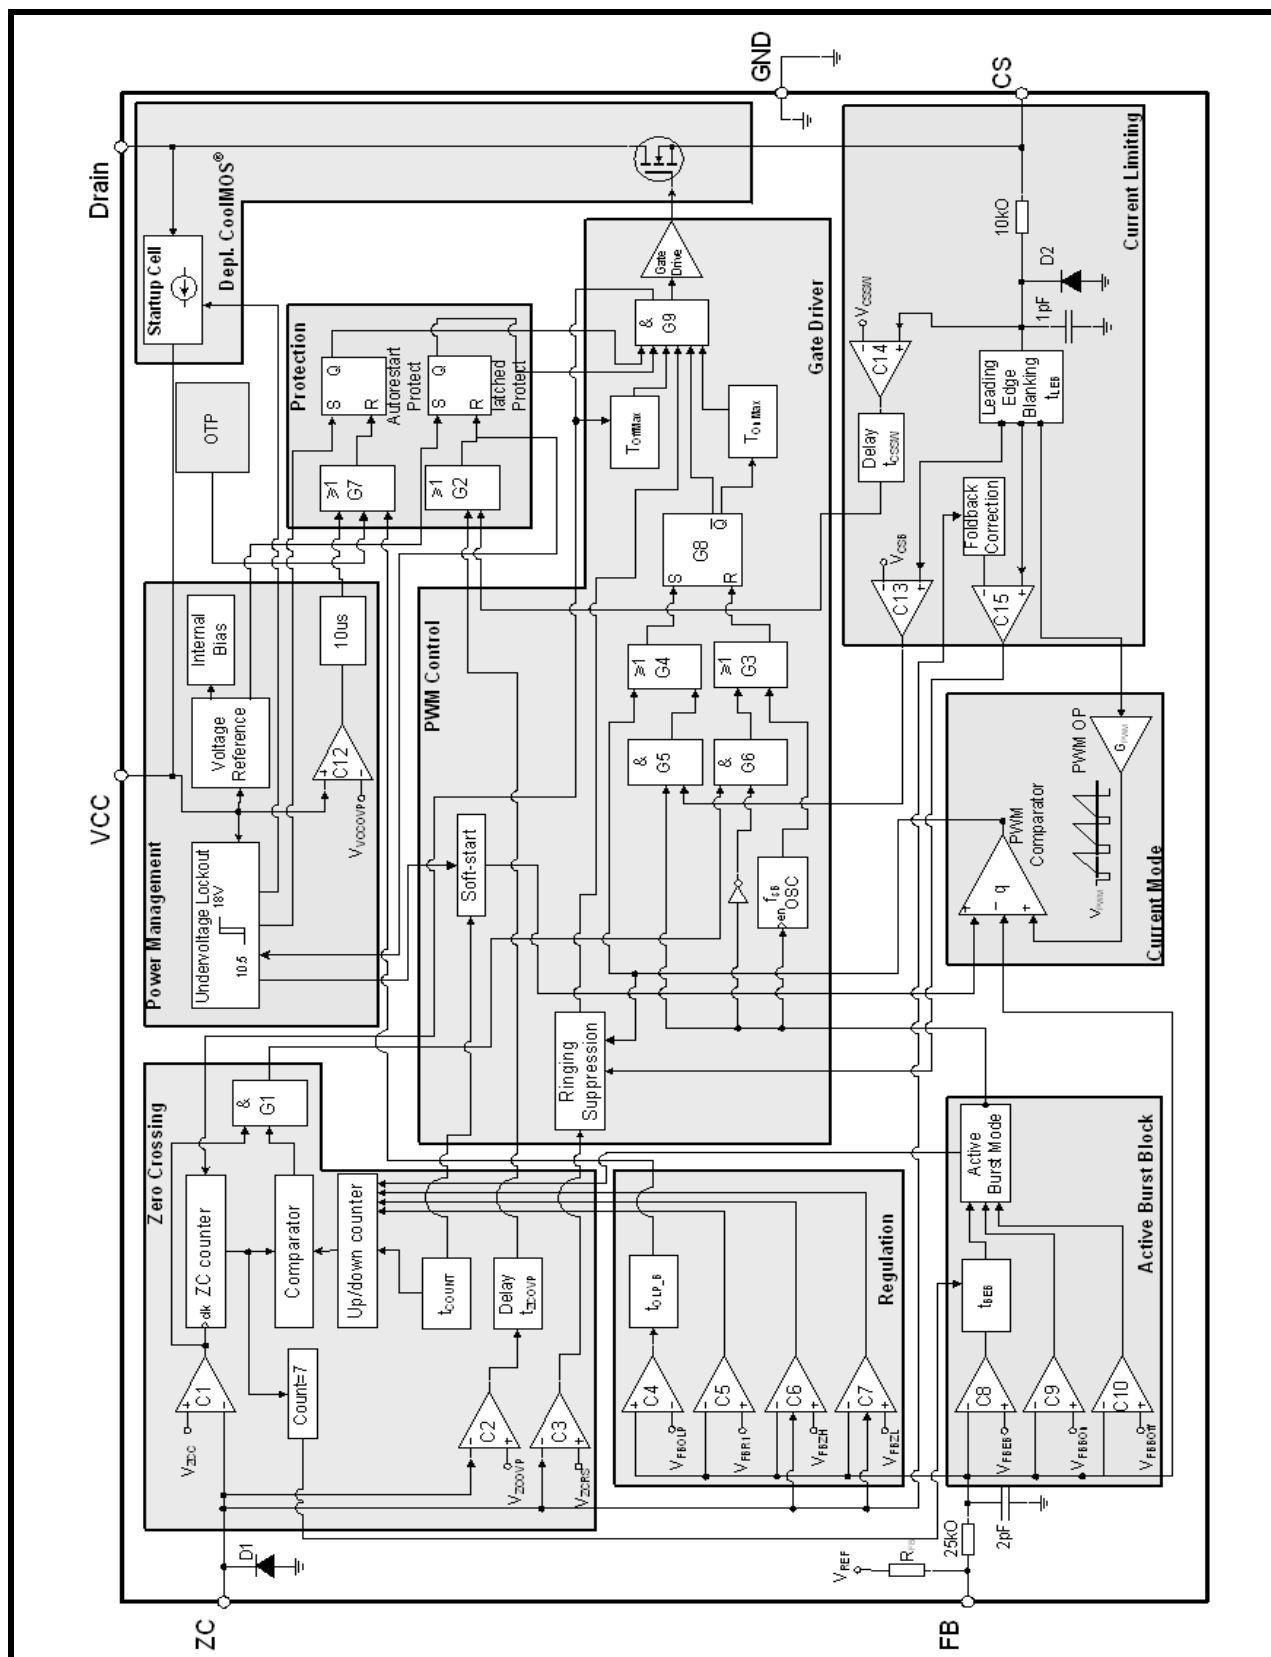 VCC
Drain
GND
CS
ZC
FB
Power Management
Undervoltage Lockout
18V
10.5
Voltage
Reference
Internal
Bias
C12
VVCCOVP
10us
OTP
Startup Cell
Depl. CoolMOS®
Protection
≥1
G7
S
R
Q
Autorestart
Protect
≥1
G2
S
R
Q
latched
Protect
Zero Crossing
&
G1
clk
ZC counter
Comparator
Up/down counter
tCOUNT
Delay
tZCOVP
Count=7
C1
VZCC
C2
VZCOVP
C3
VZCRS
D1
PWM Control
Soft-start
Ringing
Suppression
&
G5
&
G6
≥1
G4
≥1
G3
en
fSB
OSC
S
R
Q
G8
Gate Driver
TOffMax
TOnMax
&
G9
Gate
Drive
Regulation
tOLP_B
C4
VFBOLP
C5
VFBR1
C6
VFBZH
C7
VFBZL
Active Burst Block
Active
Burst Mode
tBEB
C8
VFBEB
C9
VFBBOn
C10
VFBBOff
VREF
RFB
25kΩ
2pF
Current Mode
PWM
Comparator
q
PWM OP
GPWM
VPWM
Current Limiting
10kΩ
D2
1pF
Leading
Edge
Blanking
tLEB
C14
VCSSW
Delay
tCSSW
C13
VCSB
Foldback
Correction
C15